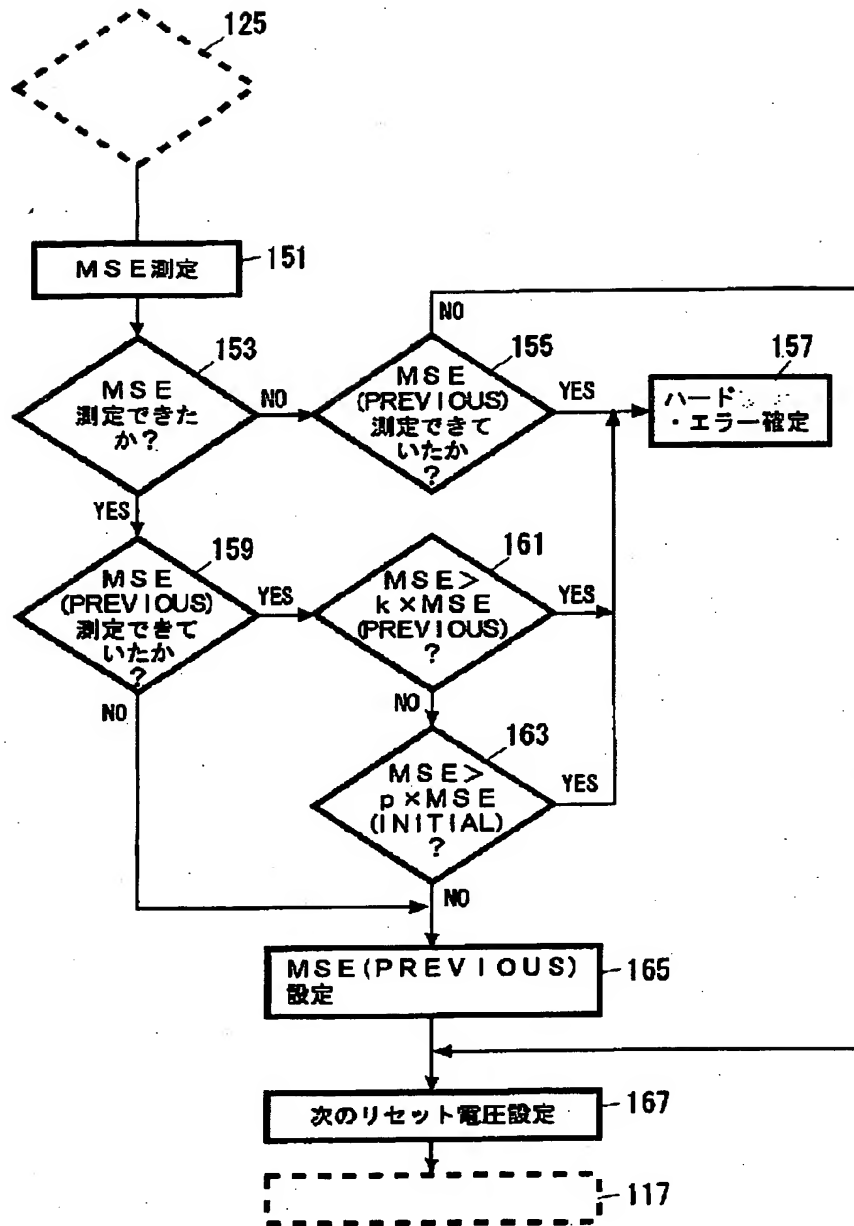 125
MSE測定
151
153
MSE
測定できた
か?
NO
YES
NO
155
MSE
(PREVIOUS)
測定できて
いたか
?
YES
157
ハード
・エラー確定
159
MSE
(PREVIOUS)
測定できて
いたか
?
YES
NO
161
MSE>
k×MSE
(PREVIOUS)
?
YES
NO
163
MSE>
p×MSE
(INITIAL)
?
YES
NO
MSE(PREVIOUS)
設定
165
次のリセット電圧設定
167
117